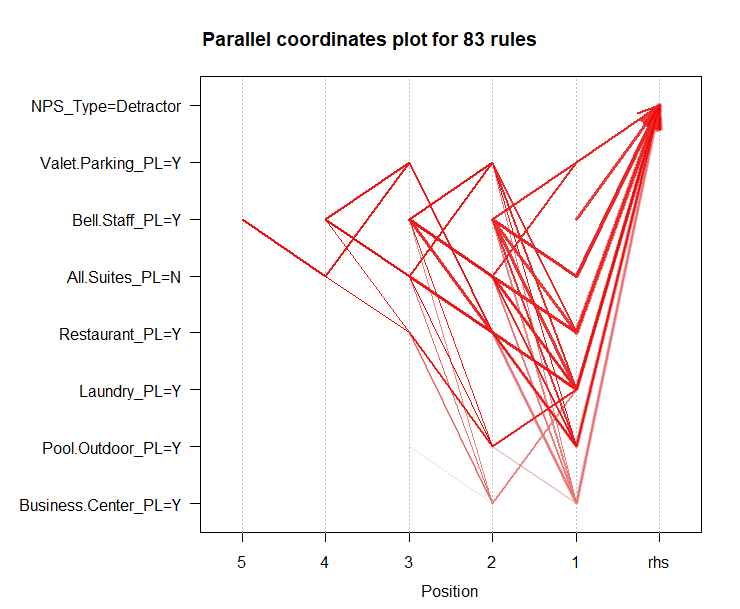 Parallel coordinates plot for 83 rules
NPS_Type=Detractor
Valet.Parking_PL=Y
Bell.Staff_PL=Y
All.Suites_PL=N
Restaurant_PL=Y
Laundry_PL=Y
Pool.Outdoor_PL=Y
Business.Center_PL=Y
5 4 3 2 1 rhs
Position